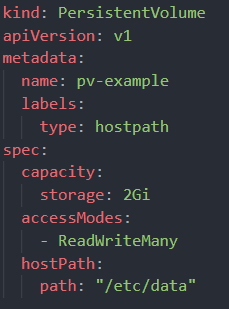 kind: PersistentVolume
apiVersion: v1
metadata:
  name: pv-example
  labels:
    type: hostpath
spec:
  capacity:
    storage: 2Gi
  accessModes:
    - ReadWriteMany
  hostPath:
    path: "/etc/data"